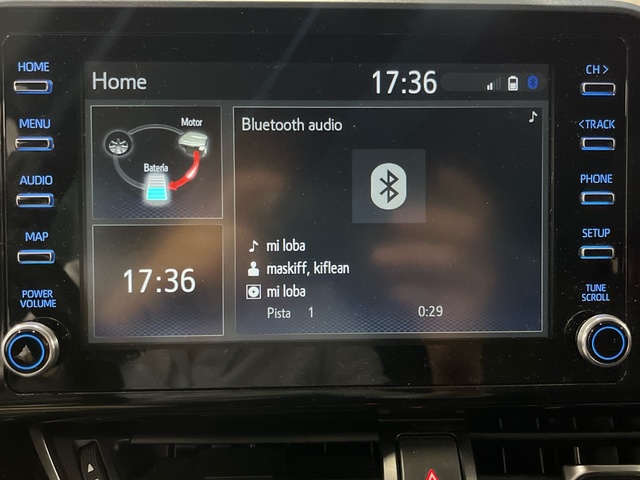 HOME
MENU
AUDIO
MAP
POWER
VOLUME
Home
17:36
Motor
Batería
17:36
Bluetooth audio
mi loba
maskiff, kiflean
mi loba
Pista 1 0:29
CH >
< TRACK
PHONE
SETUP
TUNE
SCROLL